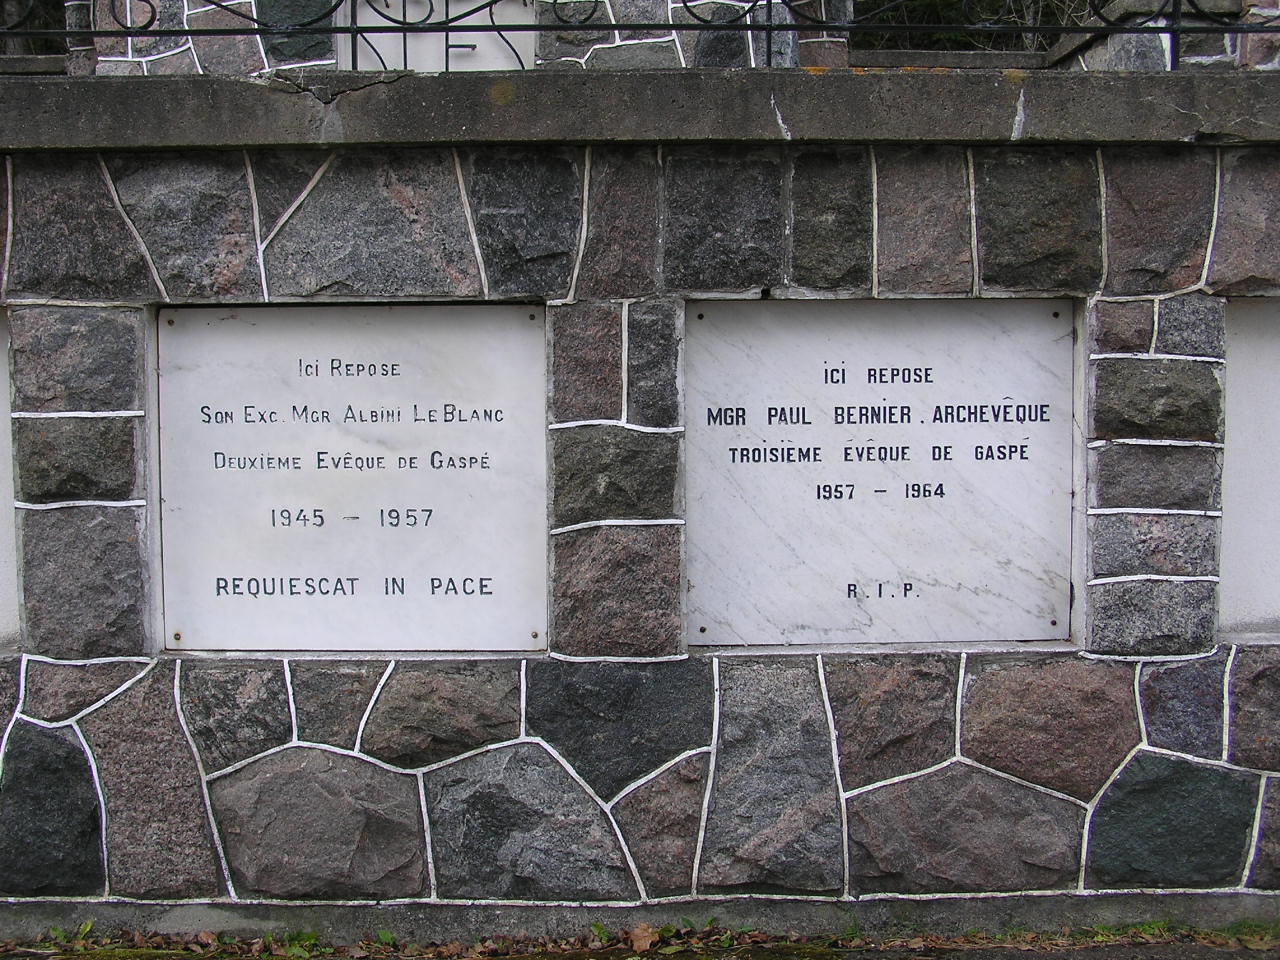 Ici Repose
Son Exc. Mgr Albini LeBlanc
Deuxième Evêque de Gaspé
1945 – 1957
REQUIESCAT IN PACE
ICI REPOSE
MGR PAUL BERNIER. ARCHEVÊQUE
TROISIÈME ÉVÊQUE DE GASPÉ
1957 – 1964
R.I.P.